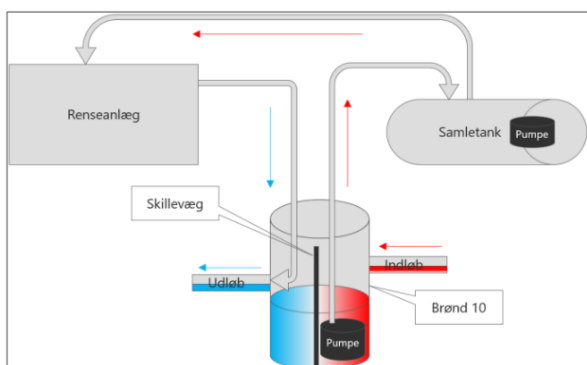 Renseanlæg
Samletank
Pumpe
Skillevæg
Indløb
Udløb
Brønd 10
Pumpe